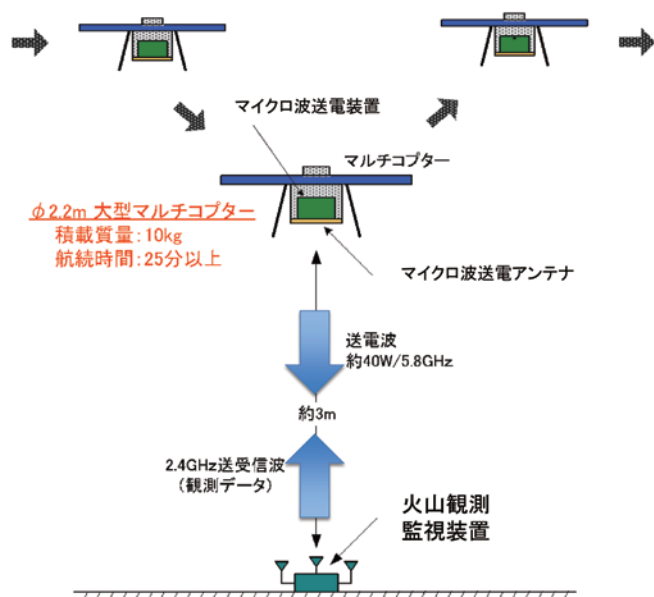 マイクロ波送電装置
マルチコプター
φ2.2m 大型マルチコプター
積載質量：10kg
航続時間：25分以上
マイクロ波送電アンテナ
送電波
約40W/5.8GHz
約3m
2.4GHz送受信波
（観測データ）
火山観測
監視装置